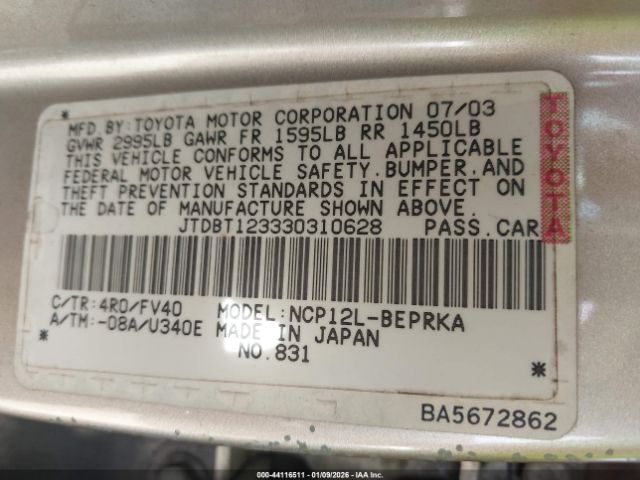 *
MFD.BY:TOYOTA MOTOR CORPORATION 07/03
GVWR 2995LB GAWR FR 1595LB RR 1450LB
THIS VEHICLE CONFORMS TO ALL APPLICABLE
FEDERAL MOTOR VEHICLE SAFETY.BUMPER.AND
THEFT PREVENTION STANDARDS IN EFFECT ON
THE DATE OF MANUFACTURE SHOWN ABOVE.
TOYOTA
JTDBT123330310628 PASS.CAR
C/TR:4R0/FV40 MODEL:NCP12L-BEPRKA
A/TM:-08A/U340E MADE IN JAPAN
* NO.831 *
BA5672862
000-44116511 - 01/09/2026 - IAA Inc.